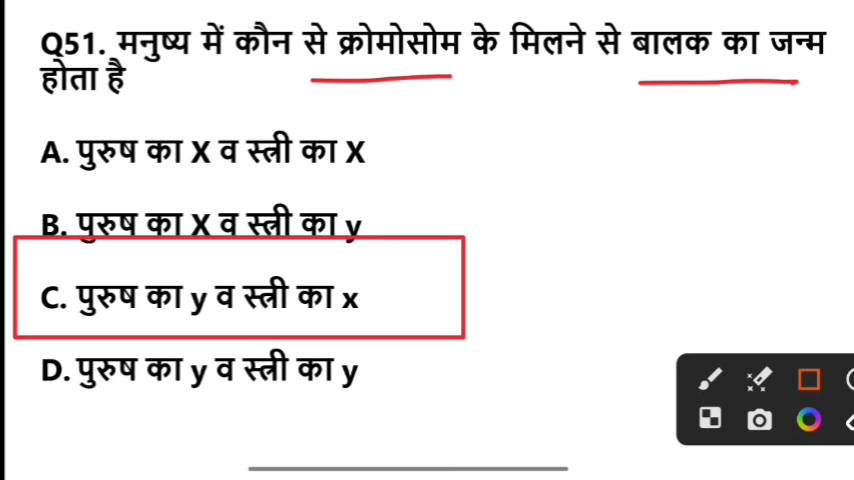 Q51. मनुष्य में कौन से क्रोमोसोम के मिलने से बालक का जन्म
होता है
A. पुरुष का X व स्त्री का X
B. पुरुष का X व स्त्री का y
C. पुरुष का y व स्त्री का x
D. पुरुष का y व स्त्री का y